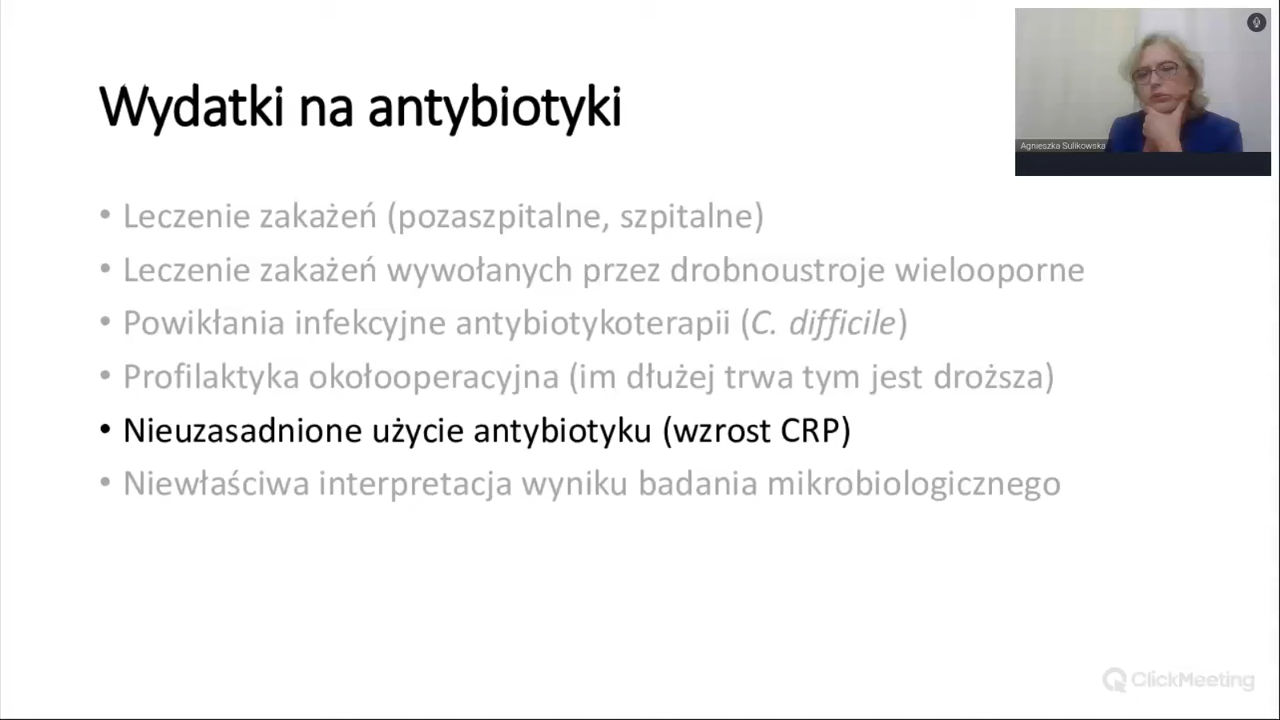 Wydatki na antybiotyki
Agnieszka Sulikowska
• Leczenie zakażeń (pozaszpitalne, szpitalne)
• Leczenie zakażeń wywołanych przez drobnoustroje wielooporne
• Powikłania infekcyjne antybiotykoterapii (C. difficile)
• Profilaktyka okołooperacyjna (im dłużej trwa tym jest droższa)
• Nieuzasadnione użycie antybiotyku (wzrost CRP)
• Niewłaściwa interpretacja wyniku badania mikrobiologicznego
ClickMeeting